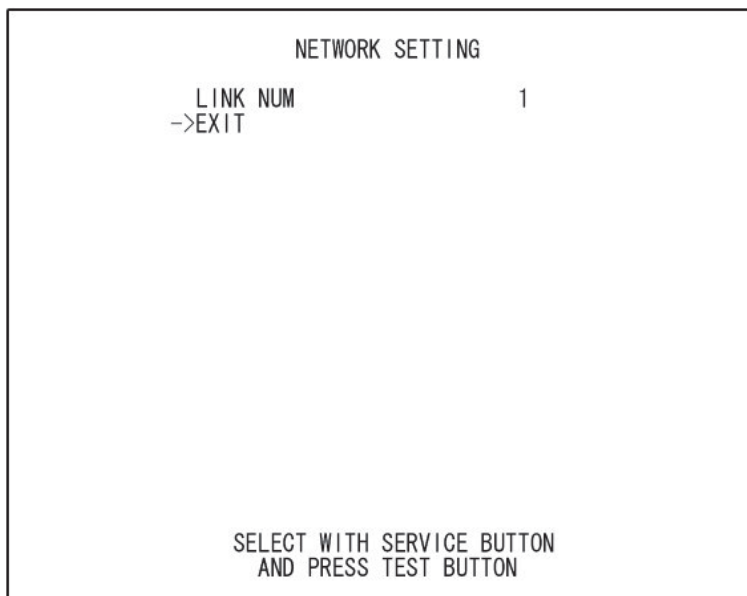 NETWORK SETTING
LINK NUM 1
->EXIT
SELECT WITH SERVICE BUTTON
AND PRESS TEST BUTTON